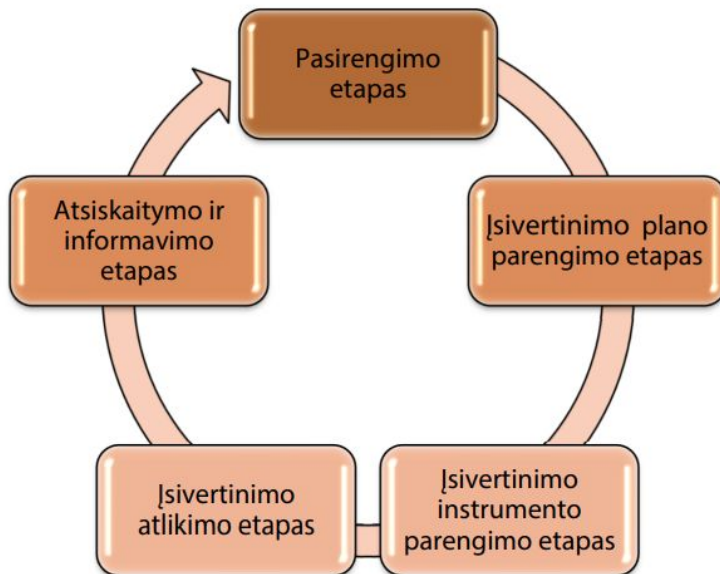 Pasirengimo
etapas
Įsivertinimo plano
parengimo etapas
Įsivertinimo
instrumento
parengimo etapas
Įsivertinimo
atlikimo etapas
Atsiskaitymo ir
informavimo
etapas